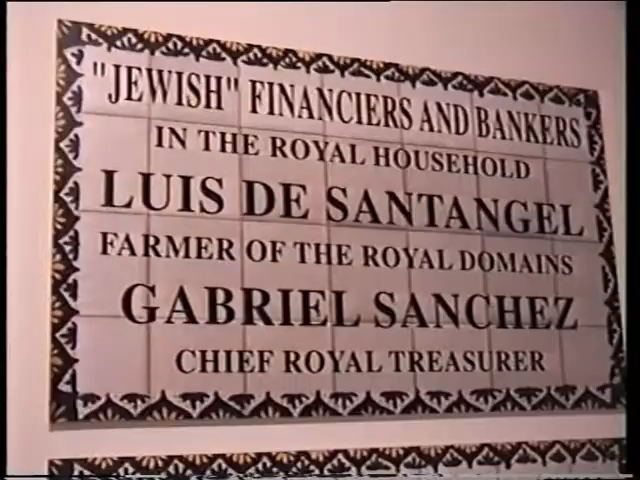 "JEWISH" FINANCIERS AND BANKERS
IN THE ROYAL HOUSEHOLD
LUIS DE SANTANGEL
FARMER OF THE ROYAL DOMAINS
GABRIEL SANCHEZ
CHIEF ROYAL TREASURER